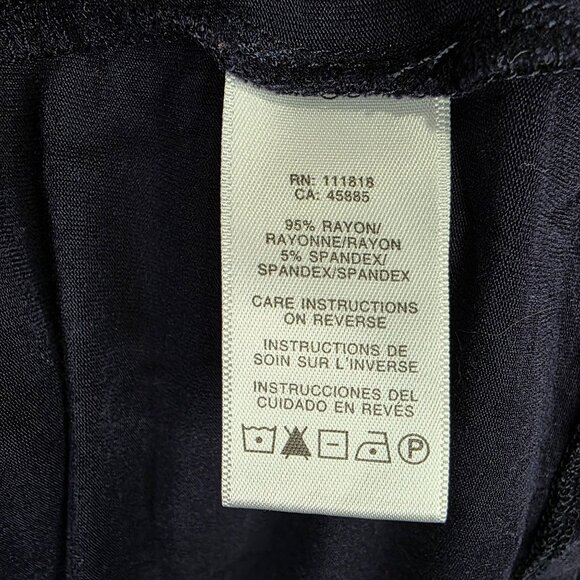 RN: 111818
CA: 45885
95% RAYON/
RAYONNE/RAYON
5% SPANDEX/
SPANDEX/SPANDEX
CARE INSTRUCTIONS
ON REVERSE
INSTRUCTIONS DE
SOIN SUR L'INVERSE
INSTRUCCIONES DEL
CUIDADO EN REVÉS
P